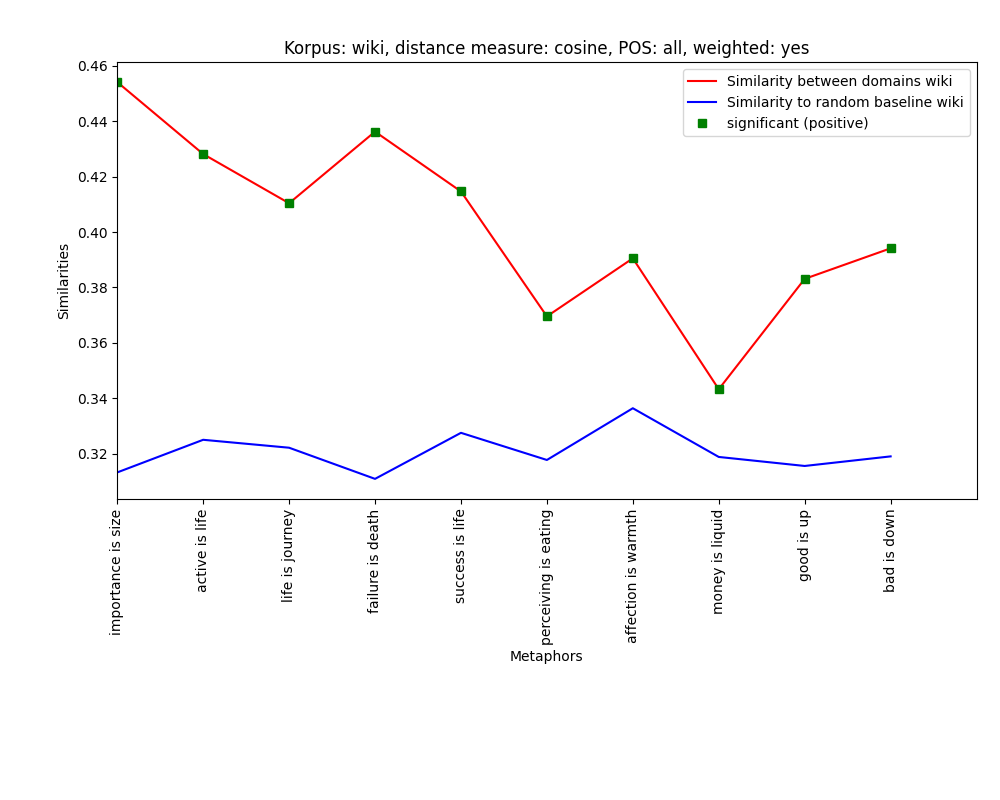 Korpus: wiki, distance measure: cosine, POS: all, weighted: yes
Similarity between domains wiki
Similarity to random baseline wiki
significant (positive)
Similarities
0.46
0.44
0.42
0.40
0.38
0.36
0.34
0.32
importance is size
active is life
life is journey
failure is death
success is life
perceiving is eating
affection is warmth
money is liquid
good is up
bad is down
Metaphors